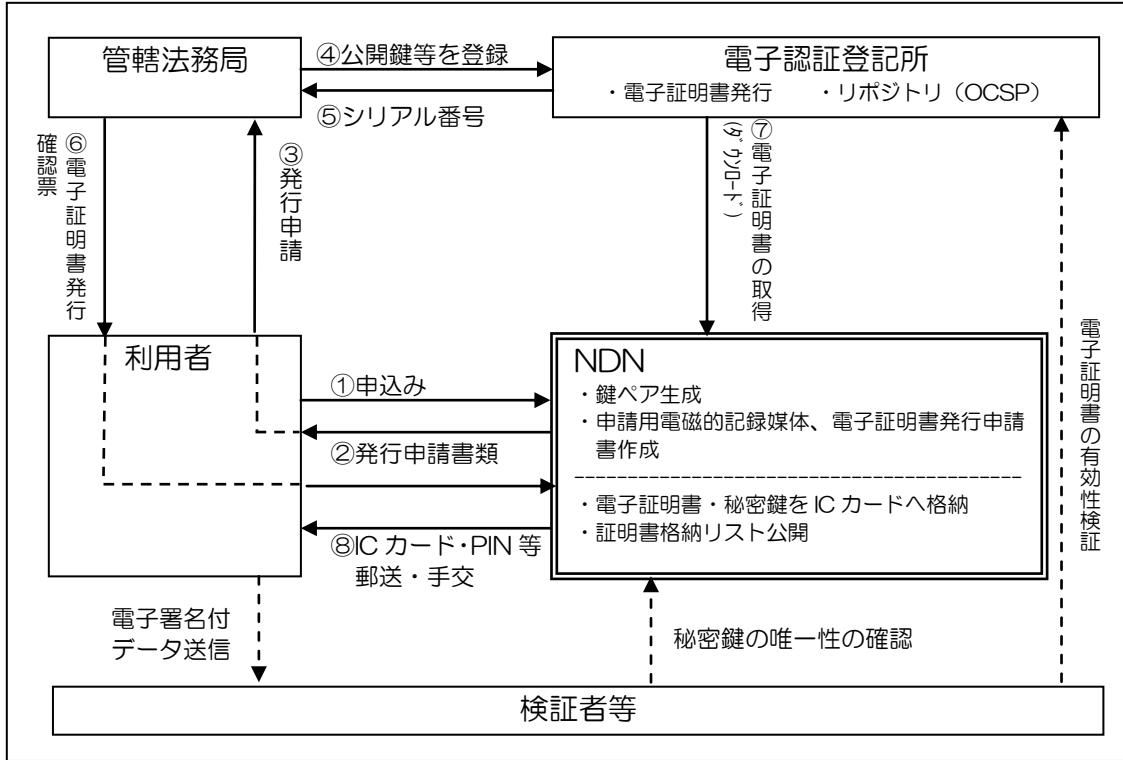 管轄法務局
④公開鍵等を登録
電子認証登記所
・電子証明書発行 ・リポジトリ（OCSP）
⑤シリアル番号
⑥電子証明書発行
確認票
③発行申請
⑦電子証明書の取得
(ﾀﾞｳﾝﾛｰﾄﾞ)
利用者
①申込み
②発行申請書類
⑧ICカード・PIN等
郵送・手交
NDN
・鍵ペア生成
・申請用電磁的記録媒体、電子証明書発行申請
書作成
・電子証明書・秘密鍵をICカードへ格納
・証明書格納リスト公開
電子証明書の有効性検証
電子署名付
データ送信
秘密鍵の唯一性の確認
検証者等